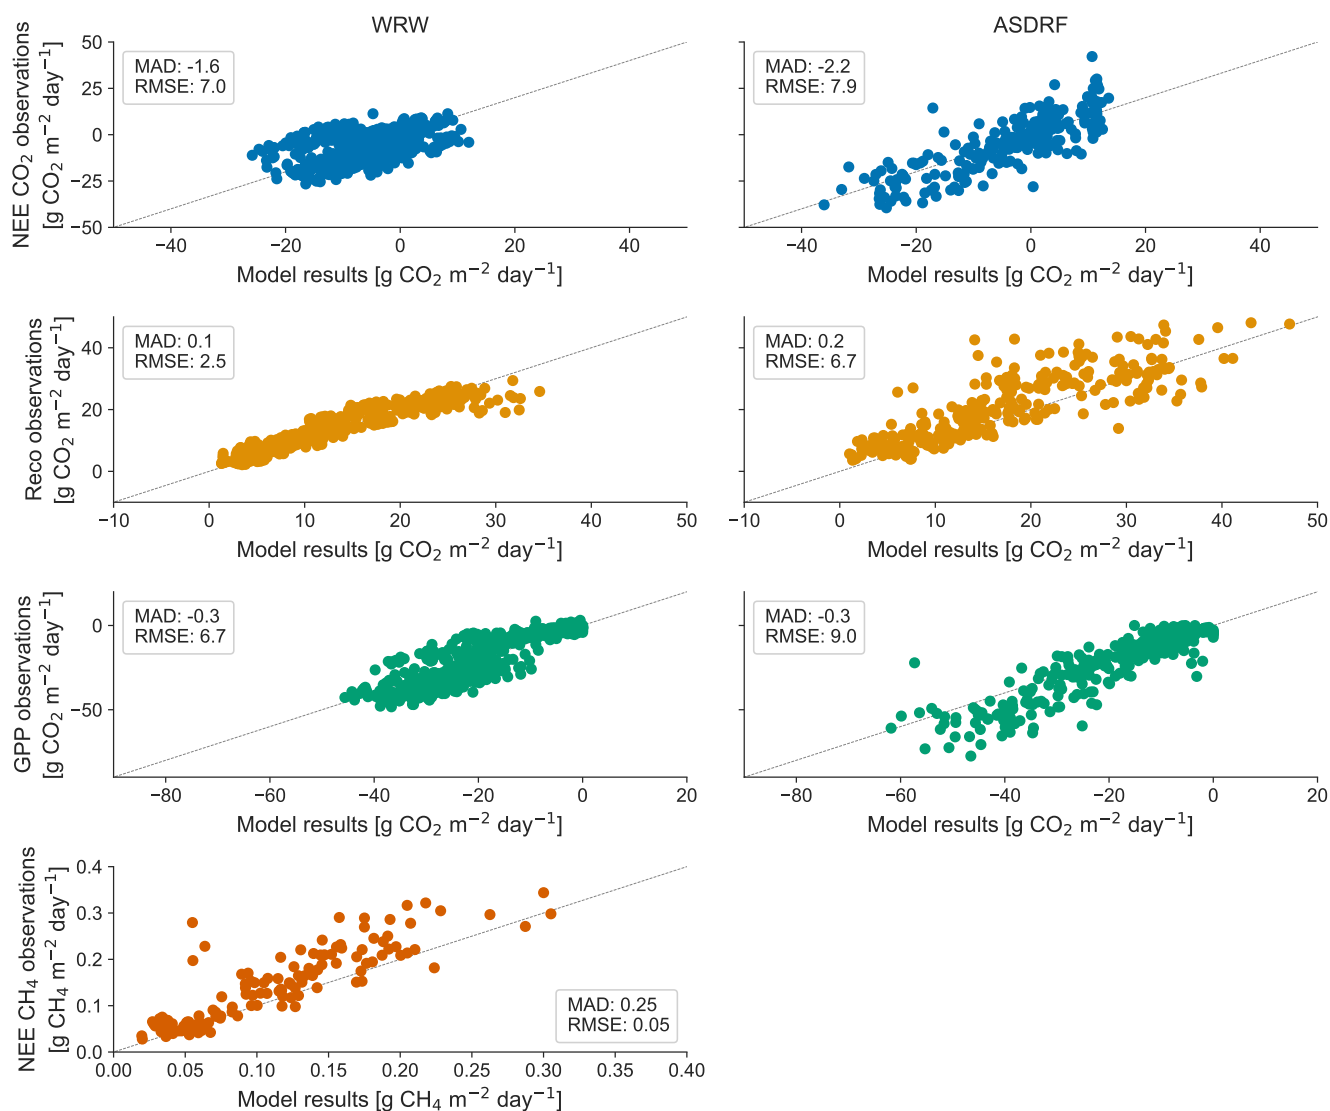 WRW
ASDRF
NEE CO₂ observations
[g CO₂ m⁻² day⁻¹]
50
25
0
−25
−50
MAD: -1.6
RMSE: 7.0
−40
−20
0
20
40
Model results [g CO₂ m⁻² day⁻¹]
MAD: -2.2
RMSE: 7.9
−40
−20
0
20
40
Model results [g CO₂ m⁻² day⁻¹]
Reco observations
[g CO₂ m⁻² day⁻¹]
40
20
0
MAD: 0.1
RMSE: 2.5
−10
0
10
20
30
40
50
Model results [g CO₂ m⁻² day⁻¹]
MAD: 0.2
RMSE: 6.7
−10
0
10
20
30
40
50
Model results [g CO₂ m⁻² day⁻¹]
GPP observations
[g CO₂ m⁻² day⁻¹]
0
−50
MAD: -0.3
RMSE: 6.7
−80
−60
−40
−20
0
20
Model results [g CO₂ m⁻² day⁻¹]
MAD: -0.3
RMSE: 9.0
−80
−60
−40
−20
0
20
Model results [g CO₂ m⁻² day⁻¹]
NEE CH₄ observations
[g CH₄ m⁻² day⁻¹]
0.4
0.3
0.2
0.1
0.0
MAD: 0.25
RMSE: 0.05
0.00
0.05
0.10
0.15
0.20
0.25
0.30
0.35
0.40
Model results [g CH₄ m⁻² day⁻¹]